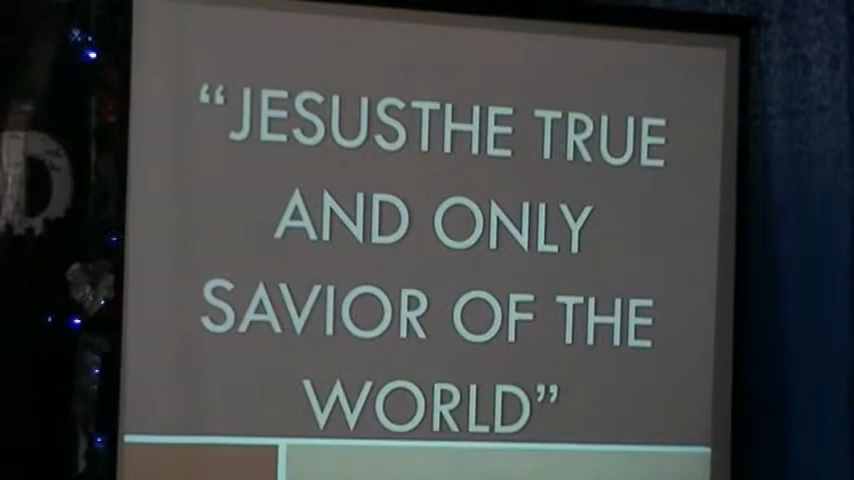 “JESUSTHE TRUE
AND ONLY
SAVIOR OF THE
WORLD”
D